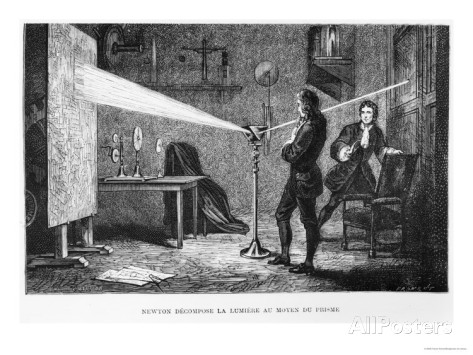 NEWTON DÉCOMPOSE LA LUMIÈRE AU MOYEN DU PRISME
AllPosters